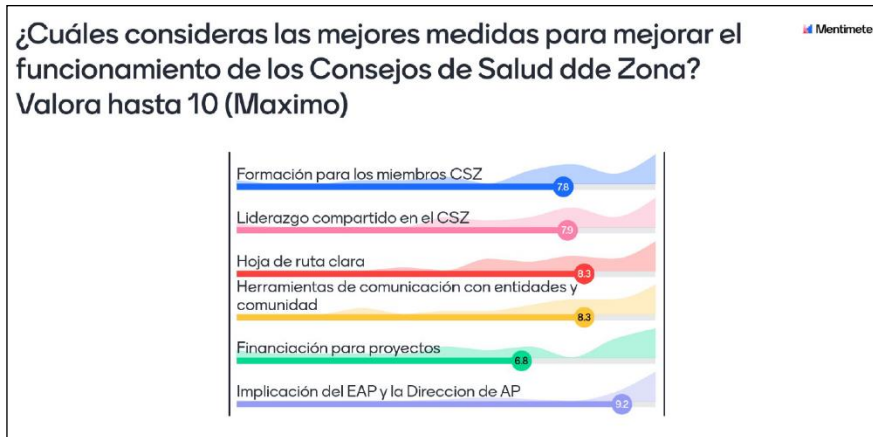 ¿Cuáles consideras las mejores medidas para mejorar el
Mentimete
funcionamiento de los Consejos de Salud dde Zona?
Valora hasta 10 (Maximo)
Formación para los miembros CSZ
7.8
Liderazgo compartido en el CSZ
7.9
Hoja de ruta clara
8.3
Herramientas de comunicación con entidades y
comunidad
8.3
Financiación para proyectos
6.8
Implicación del EAP y la Direccion de AP
9.2